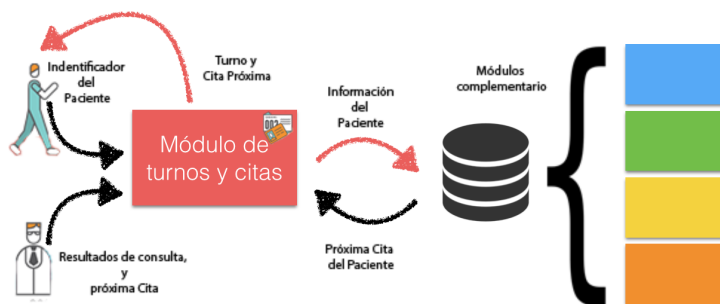 Indentificador
del
Paciente
Turno y
Cita Próxima
Información
del
Paciente
Módulos
complementario
Módulo de
turnos y citas
Resultados de consulta,
y
próxima Cita
Próxima Cita
del Paciente